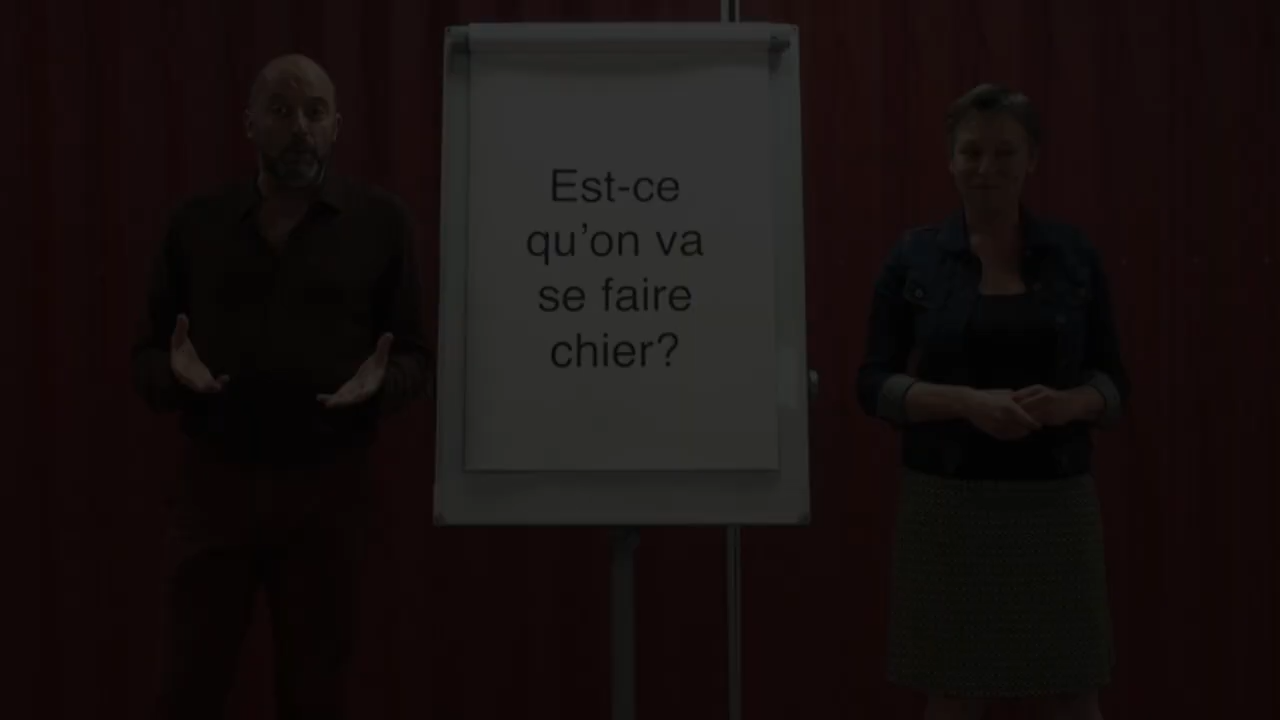 Est-ce
qu’on va
se faire
chier?